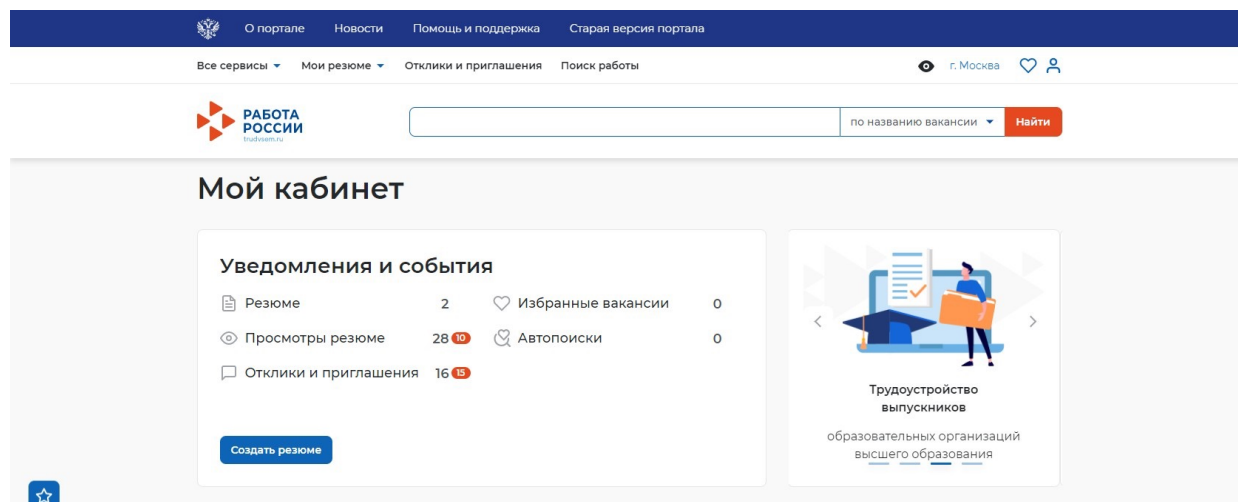 О портале Новости Помощь и поддержка Старая версия портала
Все сервисы Мои резюме Отклики и приглашения Поиск работы г. Москва
РАБОТА
РОССИИ
trudvsem.ru
по названию вакансии Найти
Мой кабинет
Уведомления и события
Резюме 2 Избранные вакансии 0
Просмотры резюме 28 10 Автопоиски 0
Отклики и приглашения 16 15
Создать резюме
Трудоустройство
выпускников
образовательных организаций
высшего образования